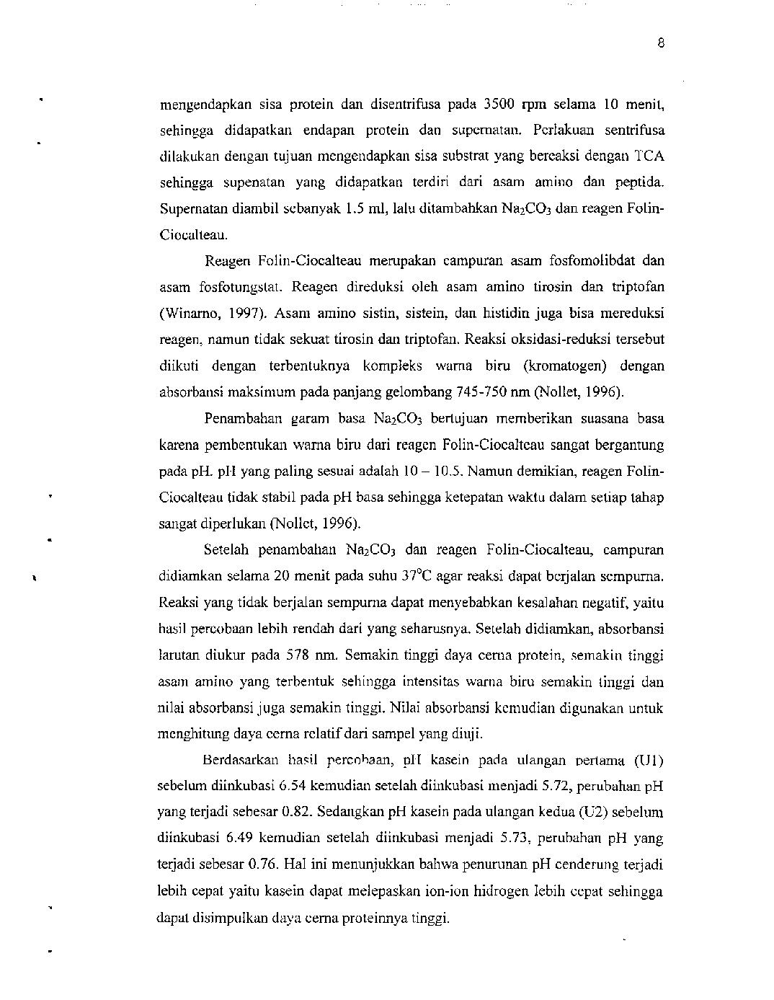 8
mengendapkan sisa protein dan disentrifusa pada 3500 rpm selama 10 menit,
sehingga didapatkan endapan protein dan supernatan. Perlakuan sentrifusa
dilakukan dengan tujuan mengendapkan sisa substrat yang bereaksi dengan TCA
sehingga supenatan yang didapatkan terdiri dari asam amino dan peptida.
Supernatan diambil sebanyak 1.5 ml, lalu ditambahkan Na₂CO₃ dan reagen Folin-
Ciocalteau.
Reagen Folin-Ciocalteau merupakan campuran asam fosfomolibdat dan
asam fosfotungstat. Reagen direduksi oleh asam amino tirosin dan triptofan
(Winarno, 1997). Asam amino sistin, sistein, dan histidin juga bisa mereduksi
reagen, namun tidak sekuat tirosin dan triptofan. Reaksi oksidasi-reduksi tersebut
diikuti dengan terbentuknya kompleks warna biru (kromatogen) dengan
absorbansi maksimum pada panjang gelombang 745-750 nm (Nollet, 1996).
Penambahan garam basa Na₂CO₃ bertujuan memberikan suasana basa
karena pembentukan warna biru dari reagen Folin-Ciocalteau sangat bergantung
pada pH. pH yang paling sesuai adalah 10 – 10.5. Namun demikian, reagen Folin-
Ciocalteau tidak stabil pada pH basa sehingga ketepatan waktu dalam setiap tahap
sangat diperlukan (Nollet, 1996).
Setelah penambahan Na₂CO₃ dan reagen Folin-Ciocalteau, campuran
didiamkan selama 20 menit pada suhu 37°C agar reaksi dapat berjalan sempurna.
Reaksi yang tidak berjalan sempurna dapat menyebabkan kesalahan negatif, yaitu
hasil percobaan lebih rendah dari yang seharusnya. Setelah didiamkan, absorbansi
larutan diukur pada 578 nm. Semakin tinggi daya cerna protein, semakin tinggi
asam amino yang terbentuk sehingga intensitas warna biru semakin tinggi dan
nilai absorbansi juga semakin tinggi. Nilai absorbansi kemudian digunakan untuk
menghitung daya cerna relatif dari sampel yang diuji.
Berdasarkan hasil percobaan, pH kasein pada ulangan pertama (U1)
sebelum diinkubasi 6.54 kemudian setelah diinkubasi menjadi 5.72, perubahan pH
yang terjadi sebesar 0.82. Sedangkan pH kasein pada ulangan kedua (U2) sebelum
diinkubasi 6.49 kemudian setelah diinkubasi menjadi 5.73, perubahan pH yang
terjadi sebesar 0.76. Hal ini menunjukkan bahwa penurunan pH cenderung terjadi
lebih cepat yaitu kasein dapat melepaskan ion-ion hidrogen lebih cepat sehingga
dapat disimpulkan daya cerna proteinnya tinggi.